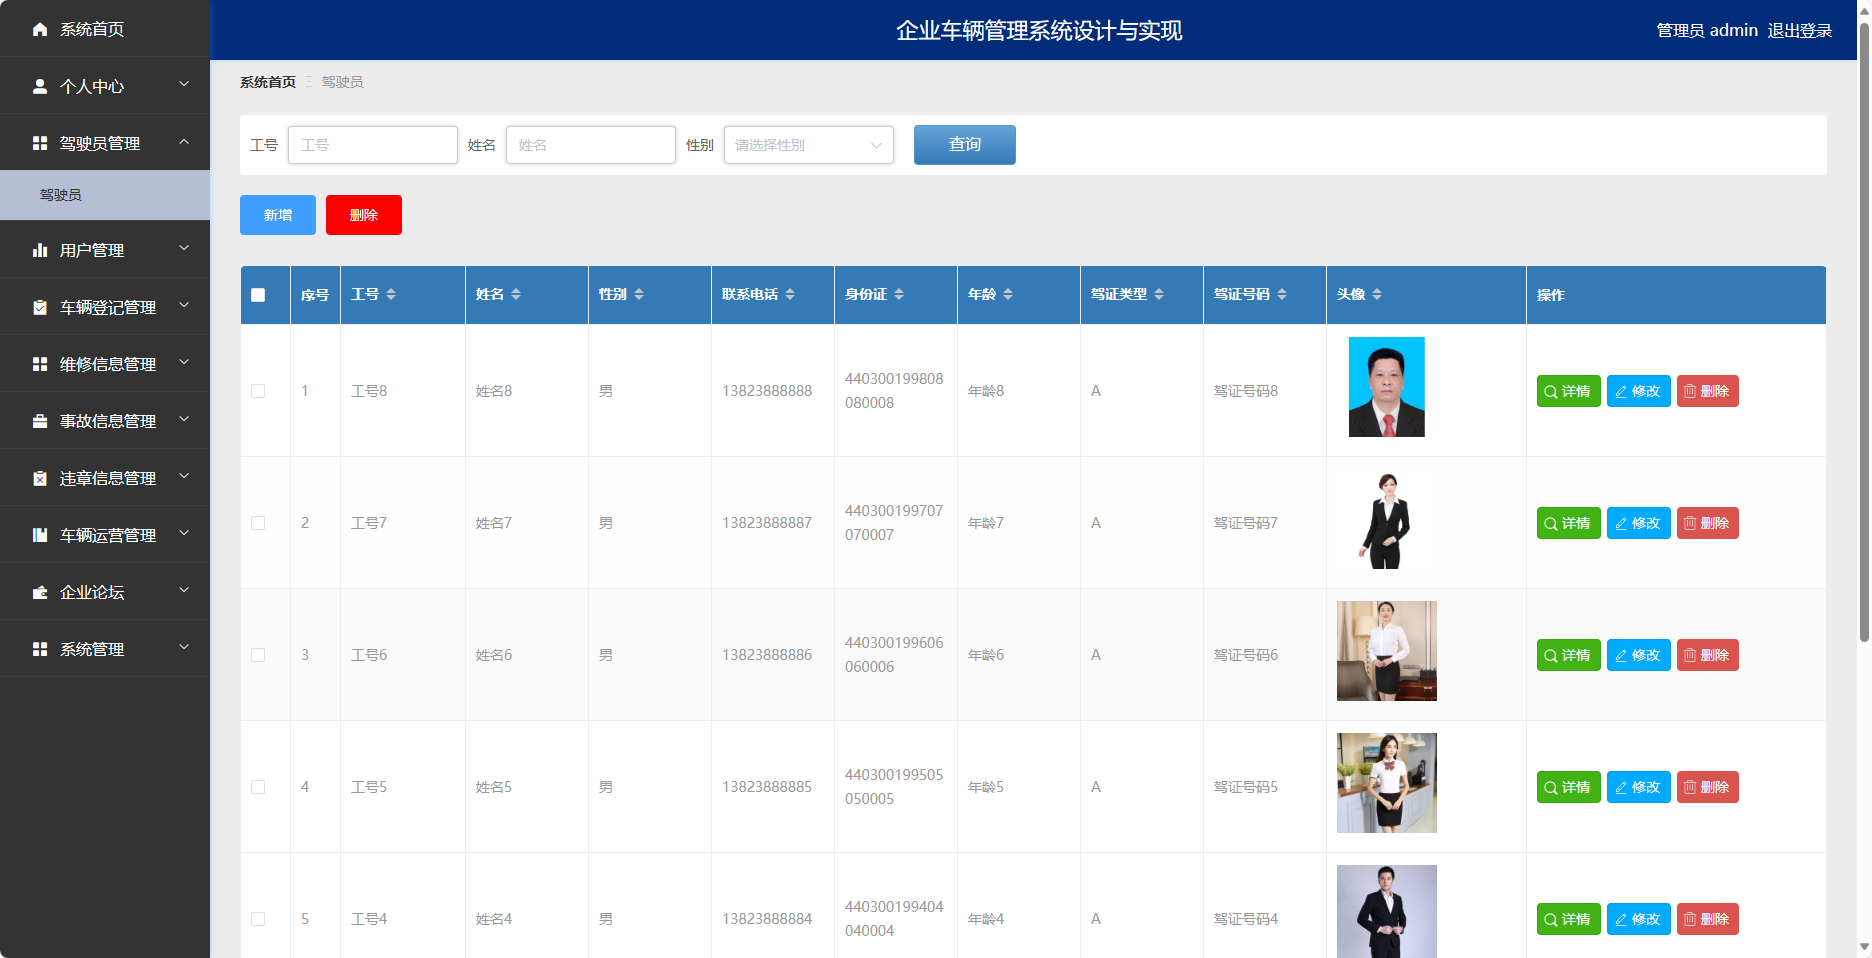 系统首页
个人中心
驾驶员管理
驾驶员
用户管理
车辆登记管理
维修信息管理
事故信息管理
违章信息管理
车辆运营管理
企业论坛
系统管理
企业车辆管理系统设计与实现
管理员 admin 退出登录
系统首页 驾驶员
工号 工号 姓名 姓名 性别 请选择性别 查询
新增 删除
序号 工号 姓名 性别 联系电话 身份证 年龄 驾证类型 驾证号码 头像 操作
1 工号8 姓名8 男 13823888888 440300199808 年龄8 A 驾证号码8 详情 修改 删除
080008
2 工号7 姓名7 男 13823888887 440300199707 年龄7 A 驾证号码7 详情 修改 删除
070007
3 工号6 姓名6 男 13823888886 440300199606 年龄6 A 驾证号码6 详情 修改 删除
060006
4 工号5 姓名5 男 13823888885 440300199505 年龄5 A 驾证号码5 详情 修改 删除
050005
5 工号4 姓名4 男 13823888884 440300199404 年龄4 A 驾证号码4 详情 修改 删除
040004